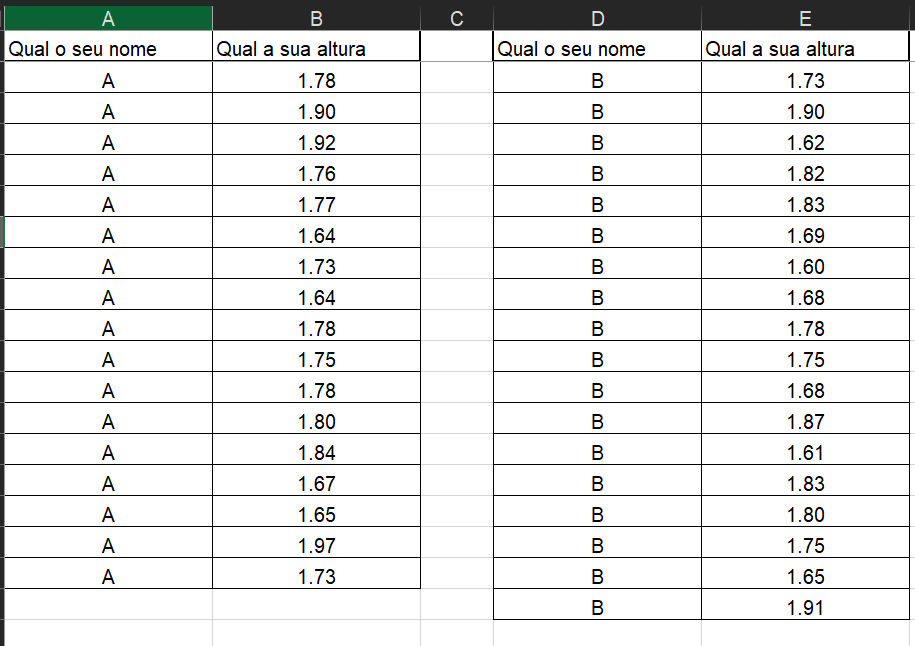 A B C D E
Qual o seu nome Qual a sua altura Qual o seu nome Qual a sua altura
A 1.78 B 1.73
A 1.90 B 1.90
A 1.92 B 1.62
A 1.76 B 1.82
A 1.77 B 1.83
A 1.64 B 1.69
A 1.73 B 1.60
A 1.64 B 1.68
A 1.78 B 1.78
A 1.75 B 1.75
A 1.78 B 1.68
A 1.80 B 1.87
A 1.84 B 1.61
A 1.67 B 1.83
A 1.65 B 1.80
A 1.97 B 1.75
A 1.73 B 1.65
B 1.91